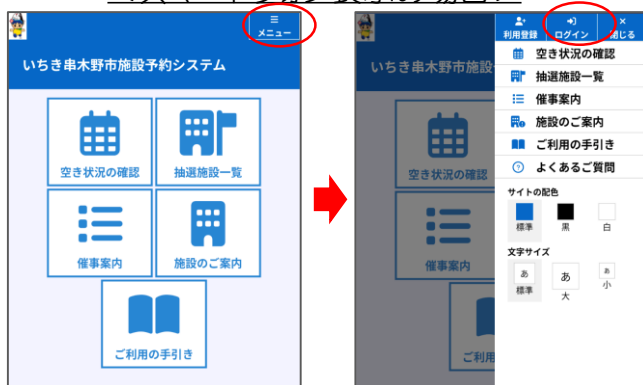 メニュー
いちき串木野市施設予約システム
空き状況の確認
抽選施設一覧
催事案内
施設のご案内
ご利用の手引き
利用登録
ログイン
閉じる
いちき串木野市施設
空き状況の確認
抽選施設一覧
催事案内
施設のご案内
ご利用の手引き
よくあるご質問
サイトの配色
標準
黒
白
文字サイズ
あ
標準
あ
大
あ
小
空き状況の確認
催事案内
ご利用